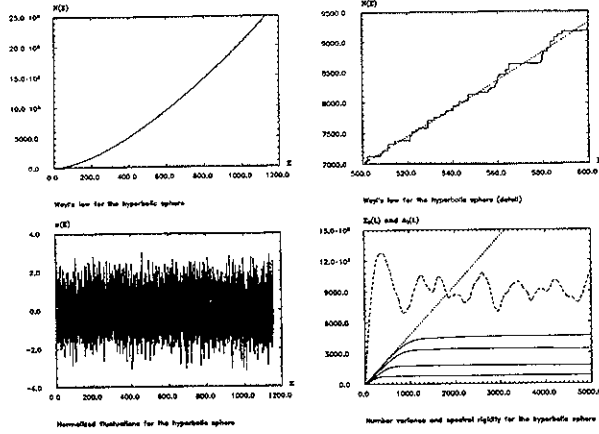 N(E)
25.0 10³
20.0 10³
15.0 10³
10.0 10³
5000.0
0.0
0.0 200.0 400.0 600.0 800.0 1000.0 1200.0
E
Weyl's law for the hyperbolic sphere
N(E)
9500.0
9000.0
8500.0
8000.0
7500.0
7000.0
500.0 520.0 540.0 560.0 580.0 600.0
Weyl's law for the hyperbolic sphere (detail)
4.0
2.0
0.0
-2.0
-4.0
0.0 200.0 400.0 600.0 800.0 1000.0 1200.0
E
Normalized fluctuations for the hyperbolic sphere
15.0
12.0
9000.0
6000.0
3000.0
0.0
0.0 1000.0 2000.0 3000.0 4000.0 5000.0
Number variance and spectral rigidity for the hyperbolic sphere